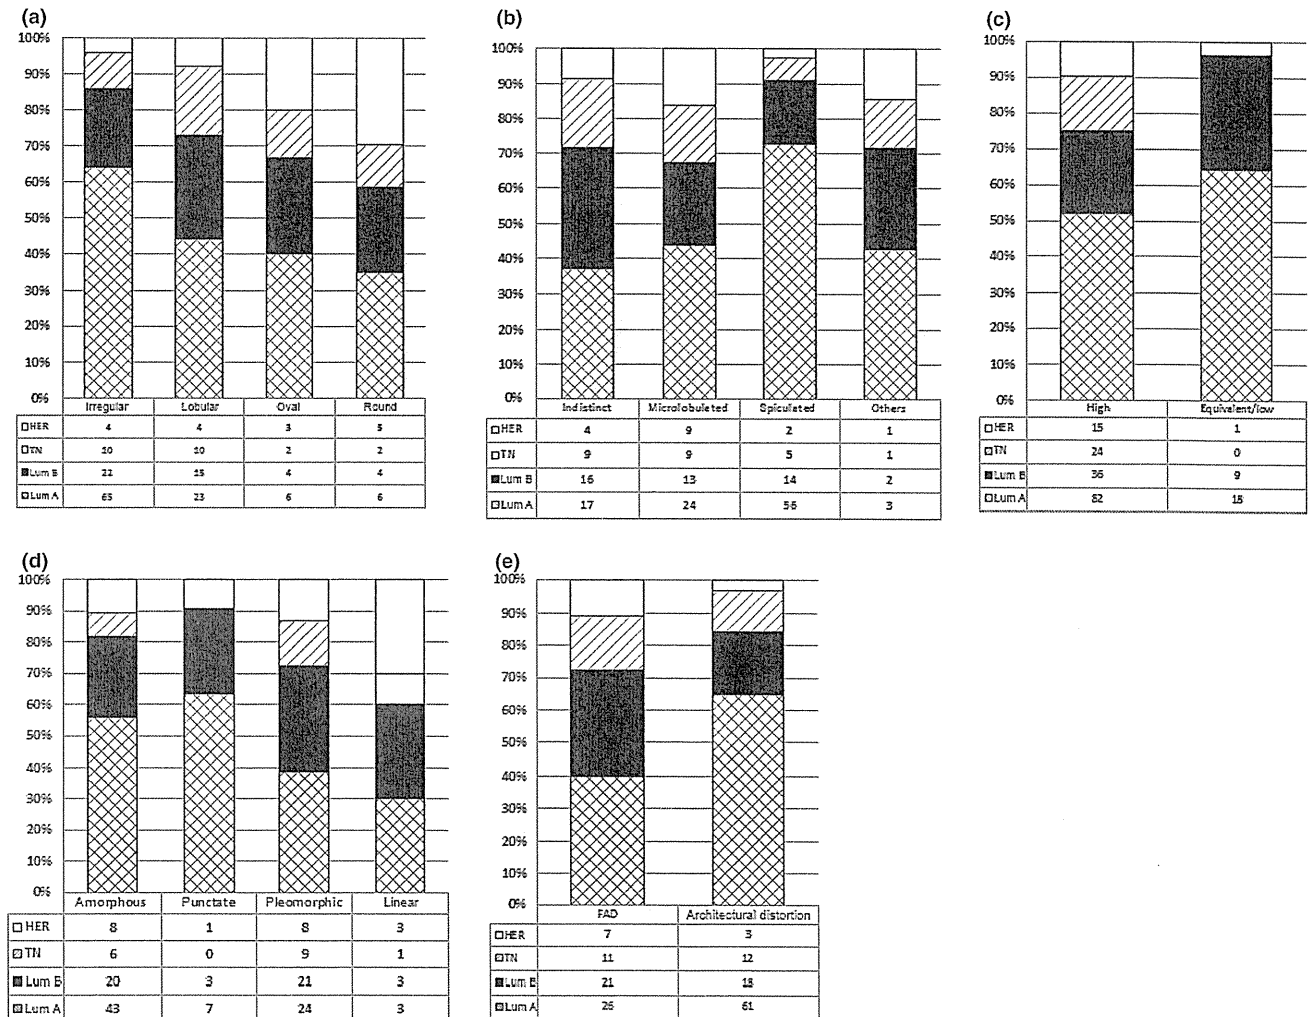 (a)
100%
90%
80%
70%
60%
50%
40%
30%
20%
10%
0%
Irregular Lobular Oval Round
HER 4 4 3 5
TN 10 10 2 2
Lum B 22 15 4 4
Lum A 65 23 6 6
(b)
100%
90%
80%
70%
60%
50%
40%
30%
20%
10%
0%
Indistinct Microlobulated Spiculated Others
HER 4 9 2 1
TN 9 9 5 1
Lum B 16 13 14 2
Lum A 17 24 56 3
(c)
100%
90%
80%
70%
60%
50%
40%
30%
20%
10%
0%
High Equivalent/low
HER 15 1
TN 24 0
Lum B 36 9
Lum A 82 18
(d)
100%
90%
80%
70%
60%
50%
40%
30%
20%
10%
0%
Amorphous Punctate Pleomorphic Linear
HER 8 1 8 3
TN 6 0 9 1
Lum B 20 3 21 3
Lum A 43 7 24 3
(e)
100%
90%
80%
70%
60%
50%
40%
30%
20%
10%
0%
FAD Architectural distortion
HER 7 3
TN 11 12
Lum B 21 18
Lum A 26 61